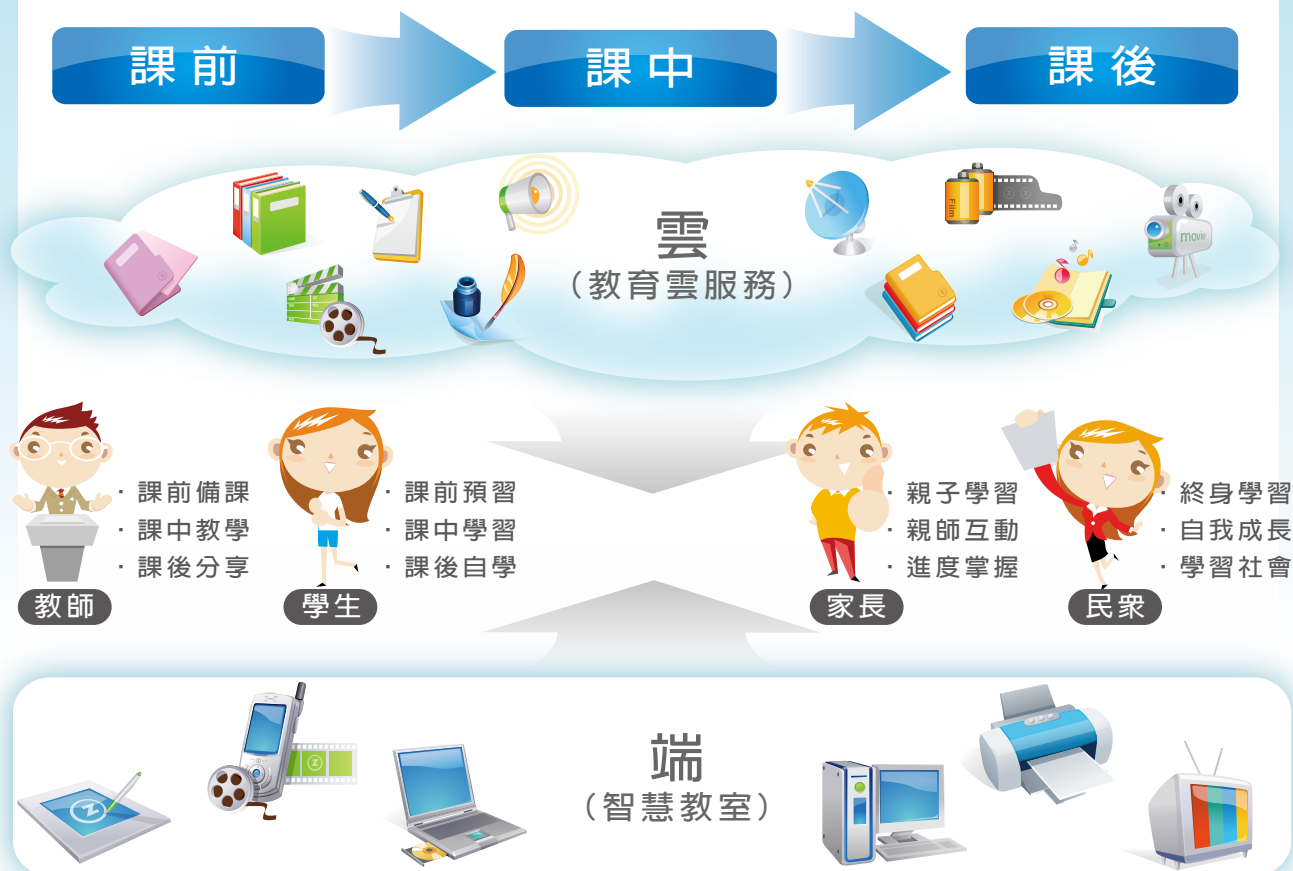 課前
課中
課後
雲
（教育雲服務）
Film
movie
· 課前備課
· 課中教學
· 課後分享
教師
· 課前預習
· 課中學習
· 課後自學
學生
· 親子學習
· 親師互動
· 進度掌握
家長
· 終身學習
· 自我成長
· 學習社會
民眾
端
（智慧教室）